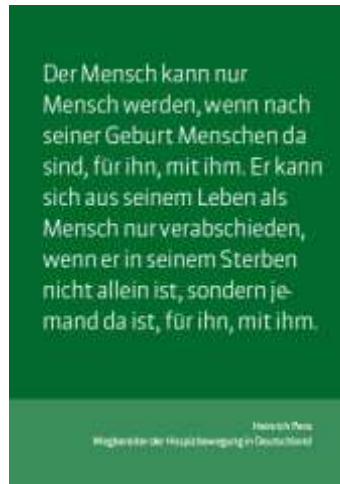 Der Mensch kann nur
Mensch werden, wenn nach
seiner Geburt Menschen da
sind, für ihn, mit ihm. Er kann
sich aus seinem Leben als
Mensch nur verabschieden,
wenn er in seinem Sterben
nicht allein ist, sondern je-
mand da ist, für ihn, mit ihm.
Heinrich Pera
Wegbereiter der Hospizbewegung in Deutschland